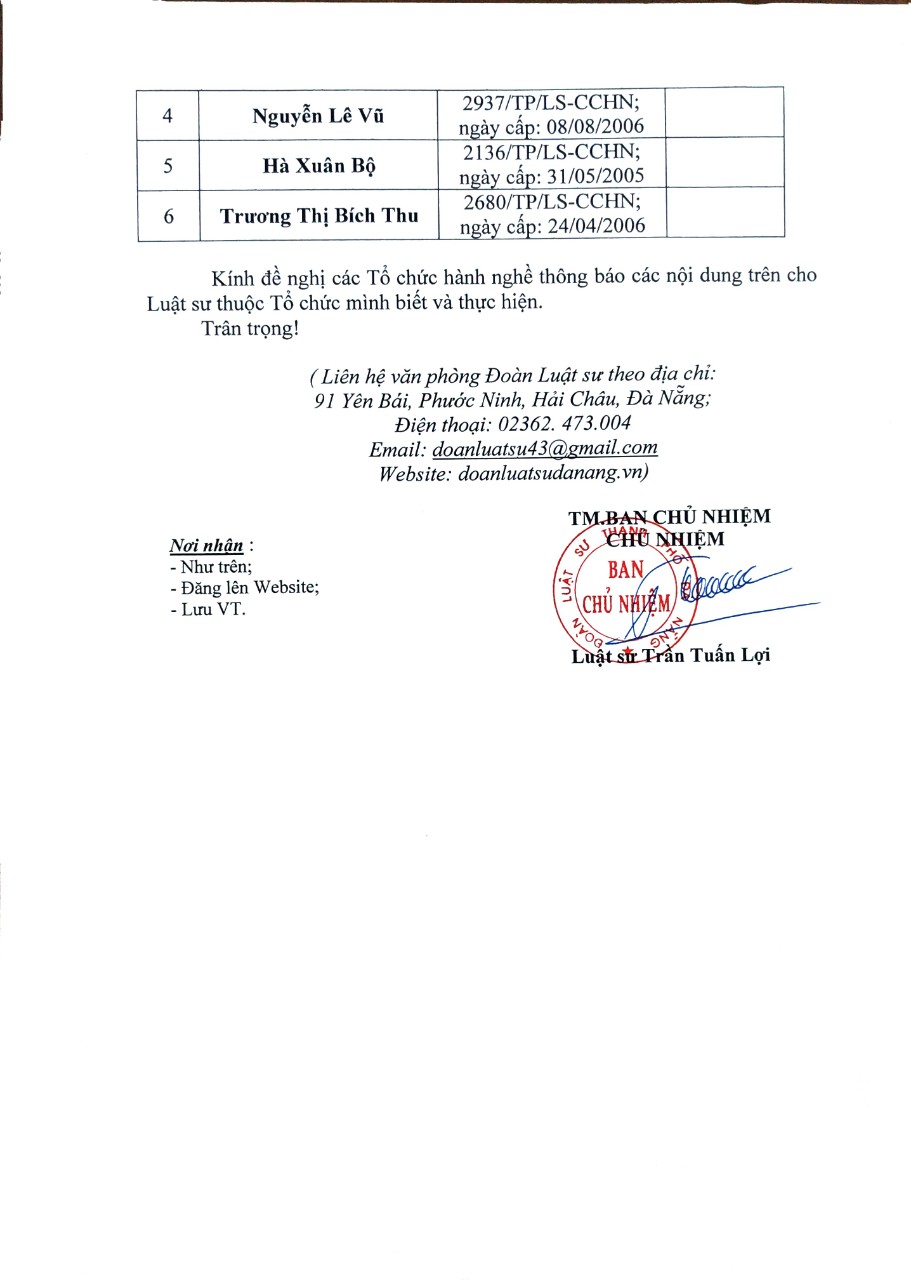 4 Nguyễn Lê Vũ 2937/TP/LS-CCHN;
ngày cấp: 08/08/2006
5 Hà Xuân Bộ 2136/TP/LS-CCHN;
ngày cấp: 31/05/2005
6 Trương Thị Bích Thu 2680/TP/LS-CCHN;
ngày cấp: 24/04/2006
Kính đề nghị các Tổ chức hành nghề thông báo các nội dung trên cho
Luật sư thuộc Tổ chức mình biết và thực hiện.
Trân trọng!
( Liên hệ văn phòng Đoàn Luật sư theo địa chỉ:
91 Yên Bái, Phước Ninh, Hải Châu, Đà Nẵng;
Điện thoại: 02362. 473.004
Email: doanluatsu43@gmail.com
Website: doanluatsudanang.vn)
TM.BAN CHỦ NHIỆM
CHỦ NHIỆM
Nơi nhận :
- Như trên;
- Đăng lên Website;
- Lưu VT.
ĐOÀN LUẬT SƯ THÀNH PHỐ NẴNG
BAN
CHỦ NHIỆM
Luật sư Trần Tuấn Lợi